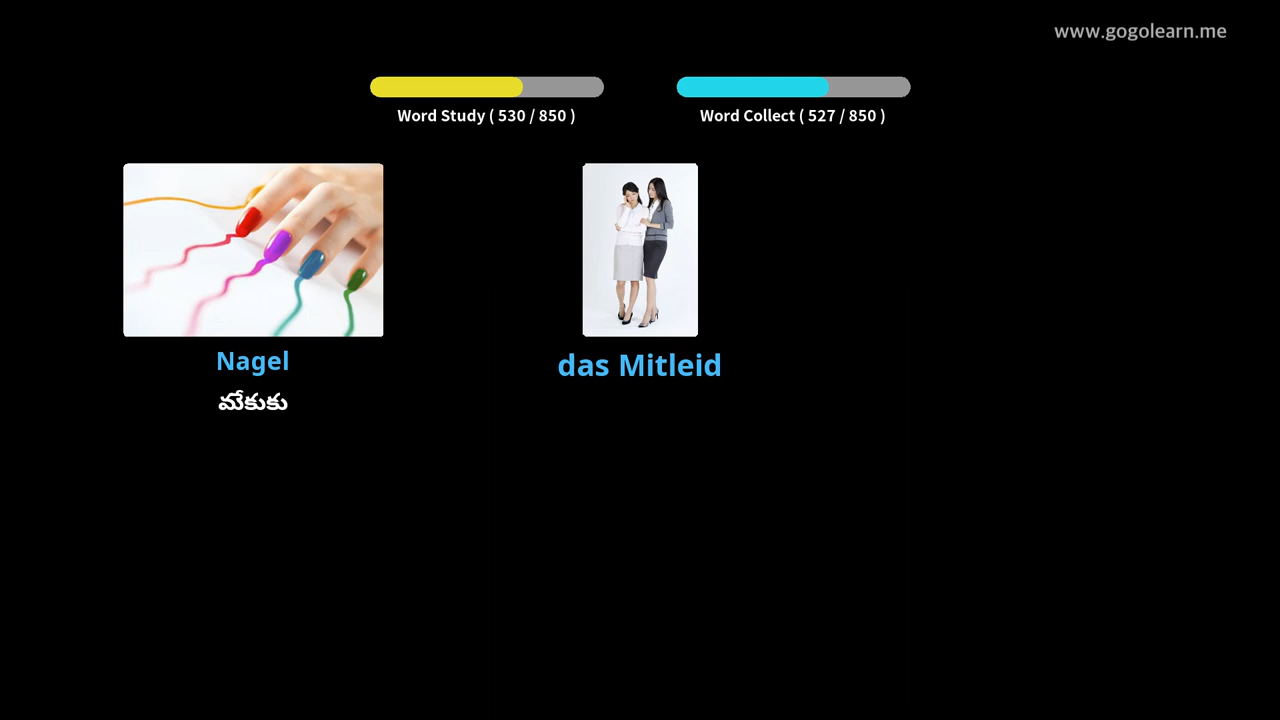 www.gogolearn.me
Word Study ( 530 / 850 )
Word Collect ( 527 / 850 )
Nagel
మేకుకు
das Mitleid